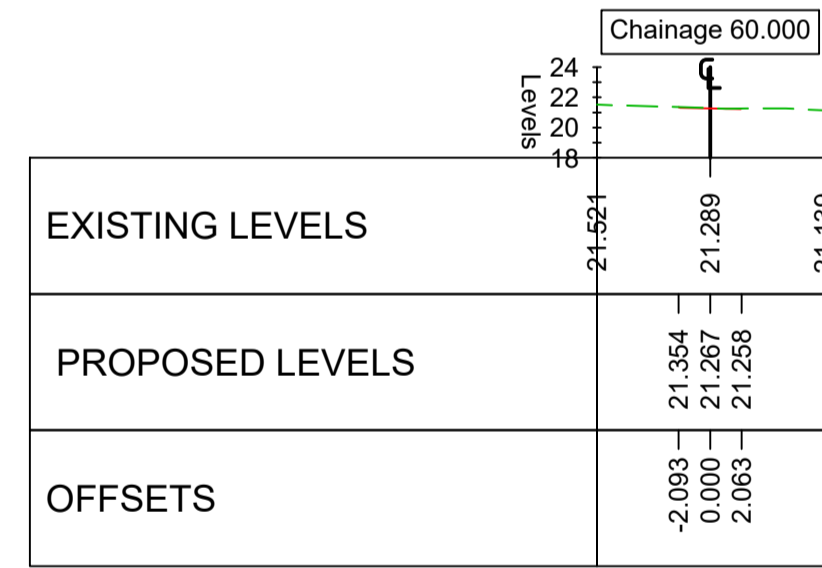 Chainage 60.000
24
22
20
18
Levels
CL
EXISTING LEVELS
21.521
21.289
PROPOSED LEVELS
21.354
21.267
21.258
OFFSETS
-2.093
0.000
2.063